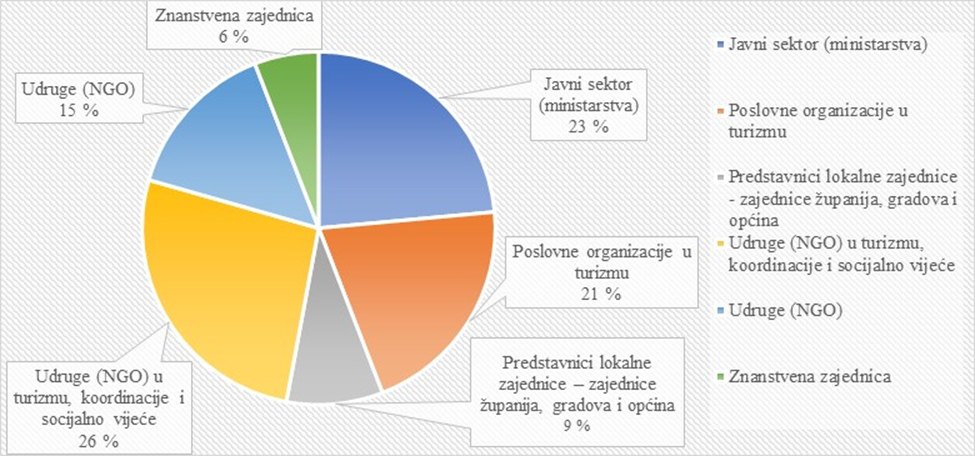 Znanstvena zajednica
6 %
Udruge (NGO)
15 %
Javni sektor
(ministarstva)
23 %
Poslovne organizacije u
turizmu
21 %
Predstavnici lokalne
zajednice – zajednice
županija, gradova i općina
9 %
Udruge (NGO) u
turizmu, koordinacije i
socijalno vijeće
26 %
Javni sektor (ministarstva)
Poslovne organizacije u
turizmu
Predstavnici lokalne zajednice
- zajednice županija, gradova i
općina
Udruge (NGO) u turizmu,
koordinacije i socijalno vijeće
Udruge (NGO)
Znanstvena zajednica